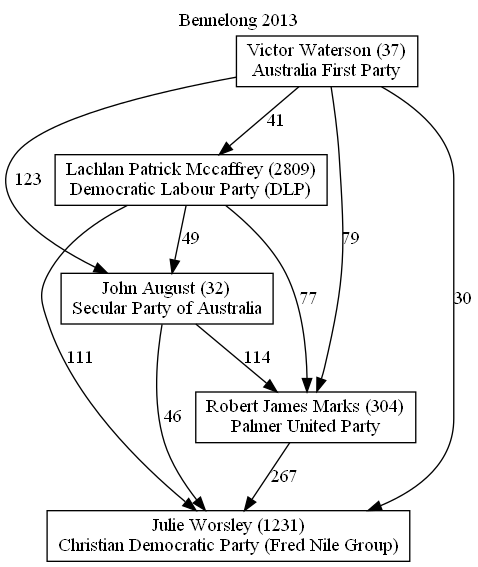 Bennelong 2013
Victor Waterson (37)
Australia First Party
41
Lachlan Patrick Mccaffrey (2809)
Democratic Labour Party (DLP)
123
49
79
John August (32)
Secular Party of Australia
77
30
111
114
46
Robert James Marks (304)
Palmer United Party
267
Julie Worsley (1231)
Christian Democratic Party (Fred Nile Group)